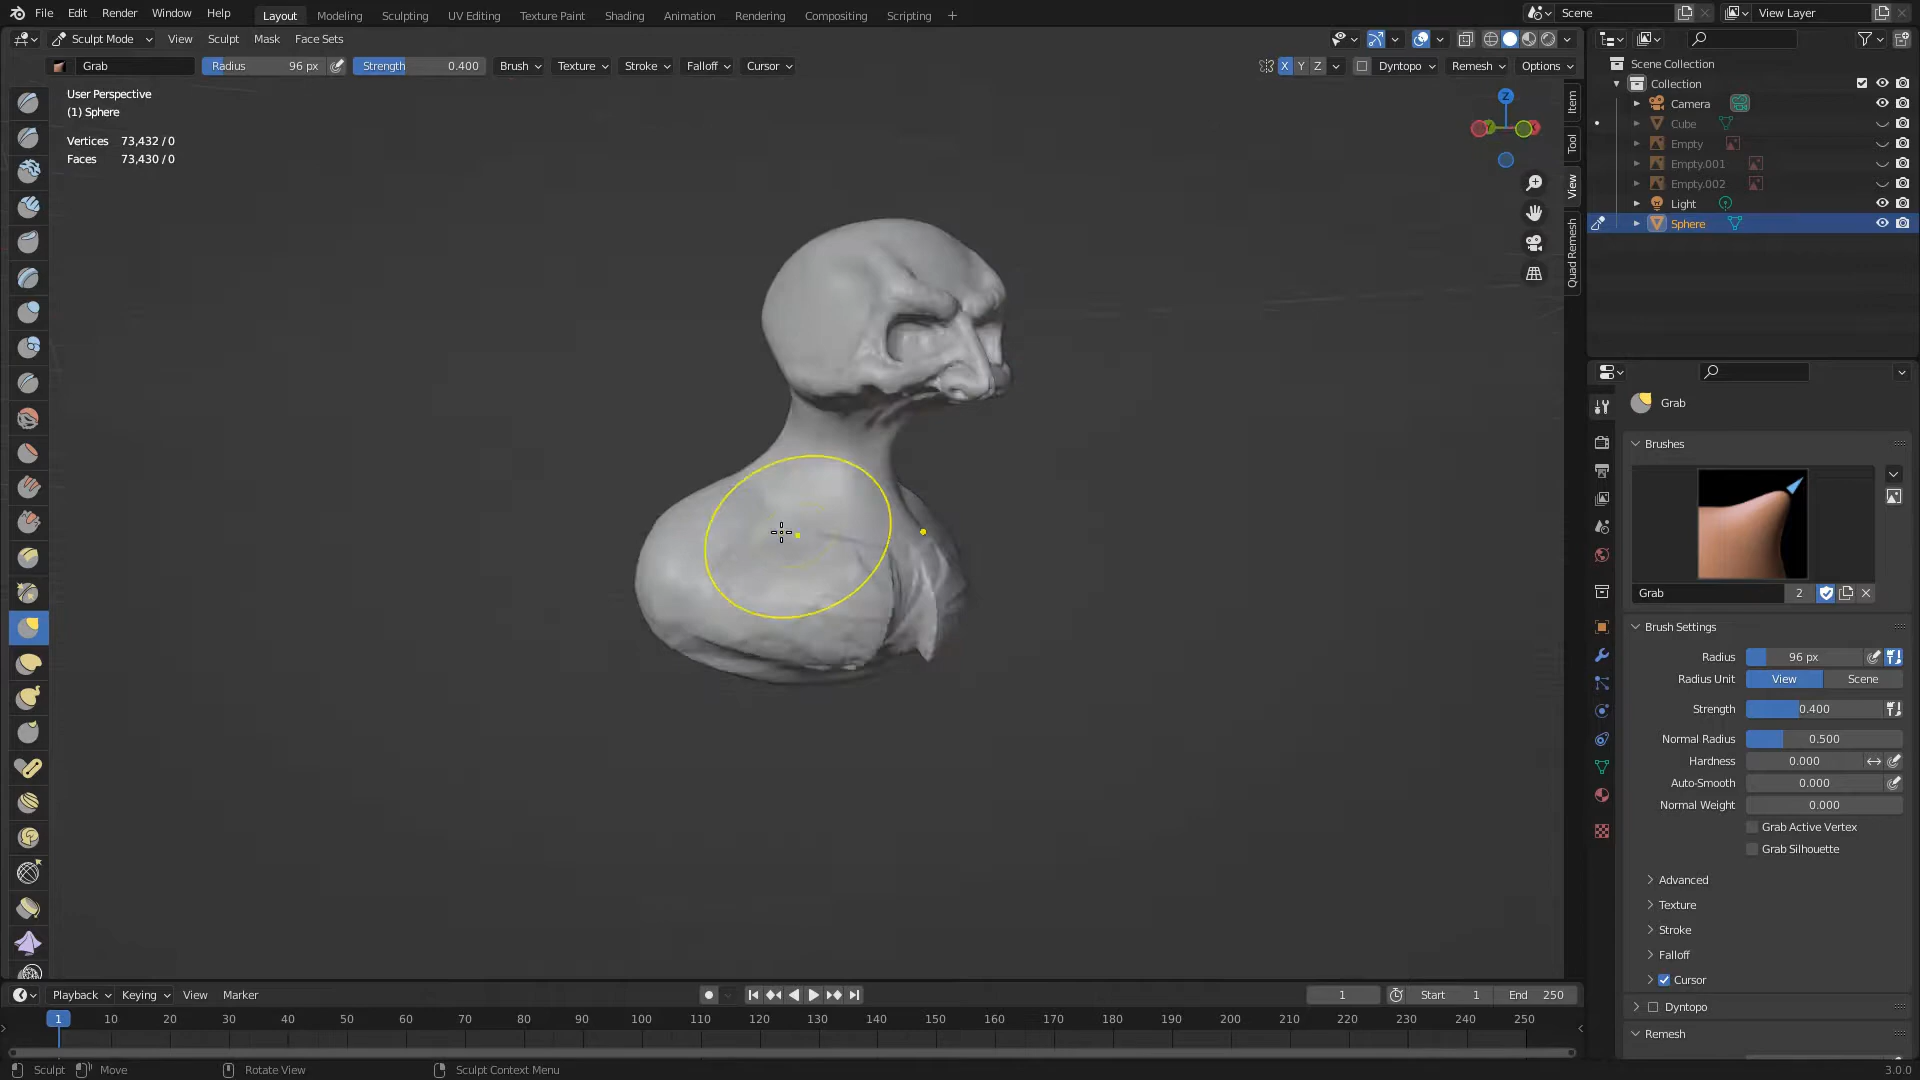 File Edit Render Window Help Layout Modeling Sculpting UV Editing Texture Paint Shading Animation Rendering Compositing Scripting + Scene View Layer
Sculpt Mode View Sculpt Mask Face Sets
Grab Radius 96 px Strength 0.400 Brush Texture Stroke Falloff Cursor X Y Z Dyntopo Remesh Options
User Perspective
(1) Sphere
Vertices 73,432 / 0
Faces 73,430 / 0
Z
Item
Tool
View
Quad Remesh
Scene Collection
Collection
Camera
Cube
Empty
Empty.001
Empty.002
Light
Sphere
Grab
Brushes
Grab 2
Brush Settings
Radius 96 px
Radius Unit View Scene
Strength 0.400
Normal Radius 0.500
Hardness 0.000
Auto-Smooth 0.000
Normal Weight 0.000
Grab Active Vertex
Grab Silhouette
Advanced
Texture
Stroke
Falloff
Cursor
Dyntopo
Remesh
Playback Keying View Marker 1 Start 1 End 250
1 10 20 30 40 50 60 70 80 90 100 110 120 130 140 150 160 170 180 190 200 210 220 230 240 250
Sculpt Move Rotate View Sculpt Context Menu 3.0.0